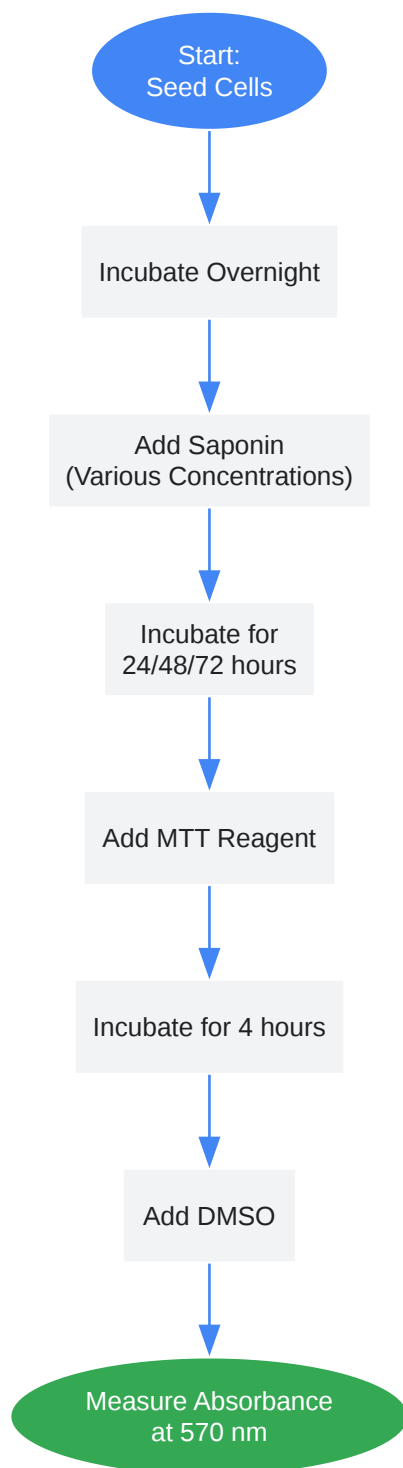 Start:
Seed Cells
Incubate Overnight
Add Saponin
(Various Concentrations)
Incubate for
24/48/72 hours
Add MTT Reagent
Incubate for 4 hours
Add DMSO
Measure Absorbance
at 570 nm